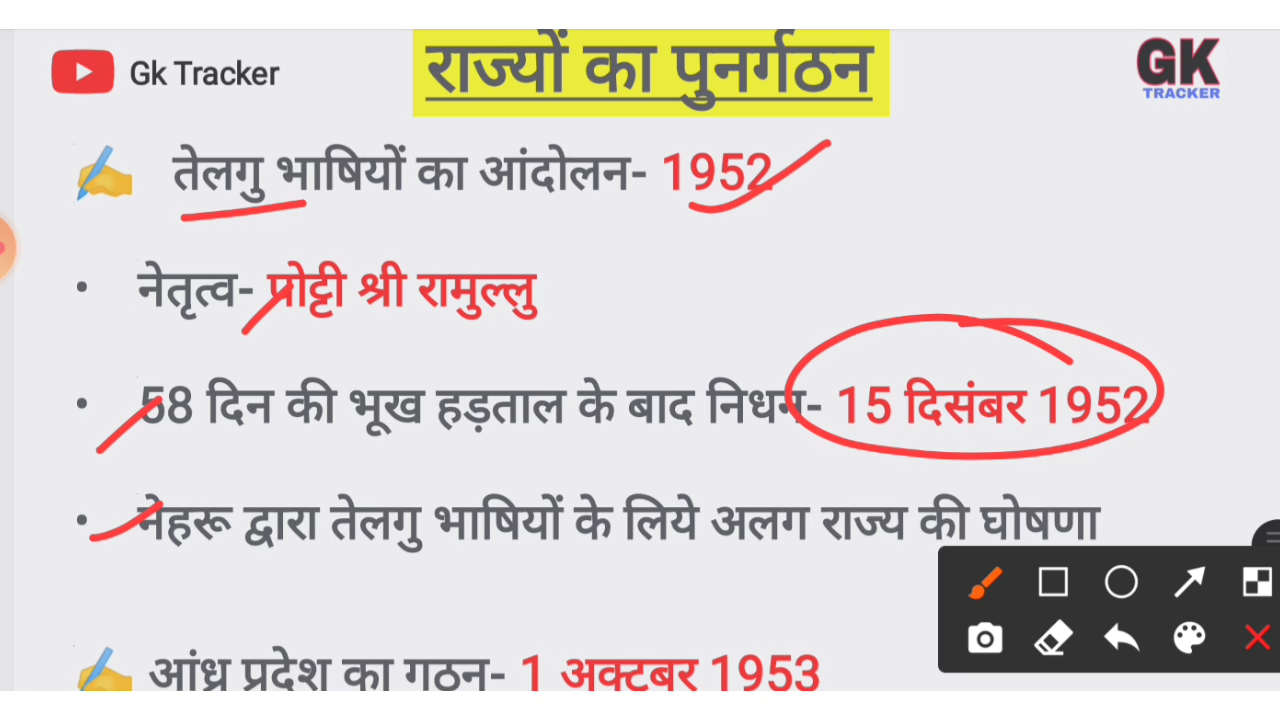 Gk Tracker
राज्यों का पुनर्गठन
GK
TRACKER
तेलगु भाषियों का आंदोलन- 1952
नेतृत्व- पोट्टी श्री रामुल्लु
58 दिन की भूख हड़ताल के बाद निधन- 15 दिसंबर 1952
नेहरू द्वारा तेलगु भाषियों के लिये अलग राज्य की घोषणा
आंध्र प्रदेश का गठन- 1 अक्टूबर 1953